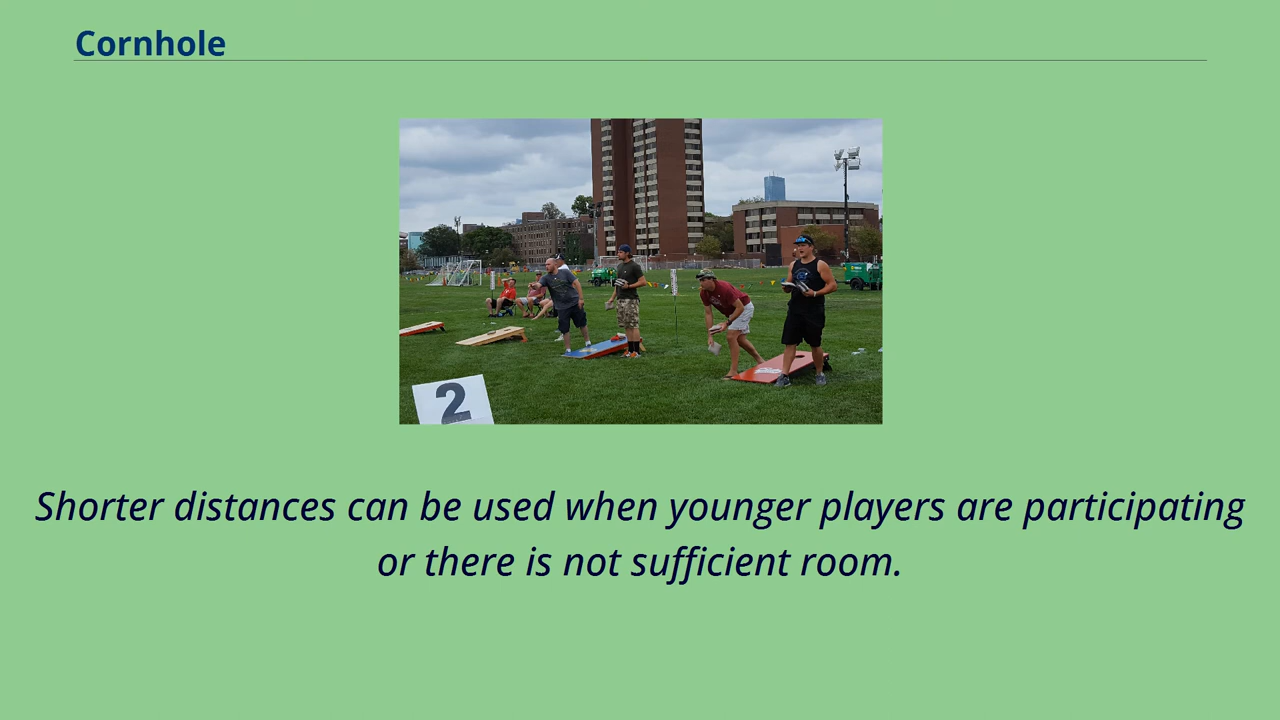 Cornhole
2
Shorter distances can be used when younger players are participating
or there is not sufficient room.